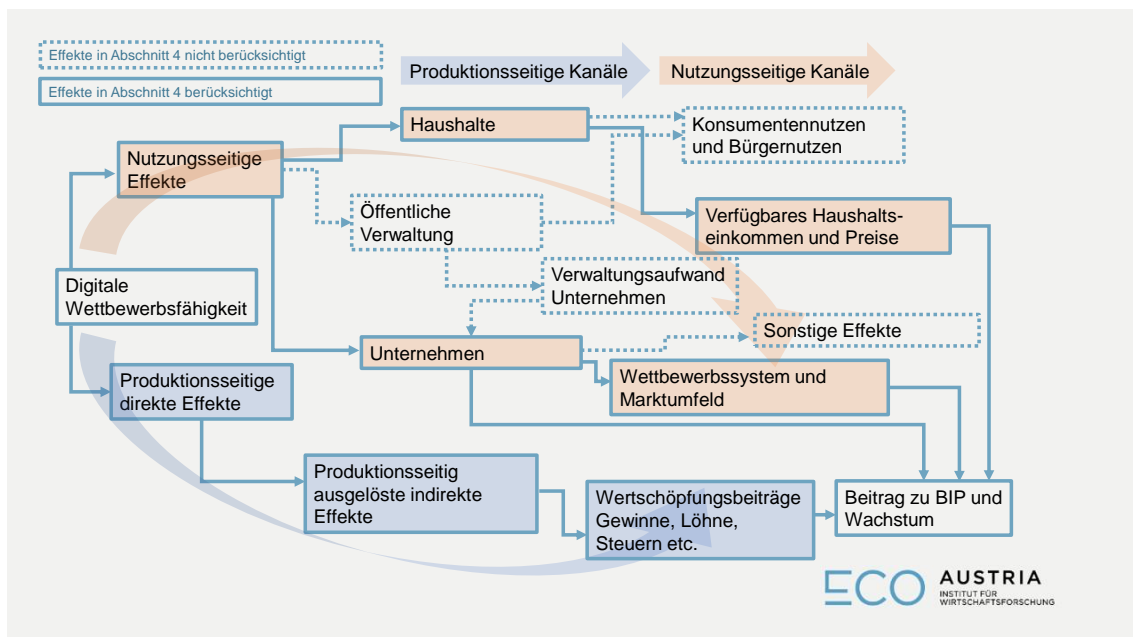 Effekte in Abschnitt 4 nicht berücksichtigt
Effekte in Abschnitt 4 berücksichtigt
Produktionsseitige Kanäle
Nutzungsseitige Kanäle
Haushalte
Konsumentennutzen
und Bürgernutzen
Nutzungsseitige
Effekte
Öffentliche
Verwaltung
Verfügbares Haushalts-
einkommen und Preise
Digitale
Wettbewerbsfähigkeit
Verwaltungsaufwand
Unternehmen
Sonstige Effekte
Unternehmen
Produktionsseitige
direkte Effekte
Wettbewerbssystem und
Marktumfeld
Produktionsseitig
ausgelöste indirekte
Effekte
Wertschöpfungsbeiträge
Gewinne, Löhne,
Steuern etc.
Beitrag zu BIP und
Wachstum
ECO AUSTRIA
INSTITUT FÜR
WIRTSCHAFTSFORSCHUNG